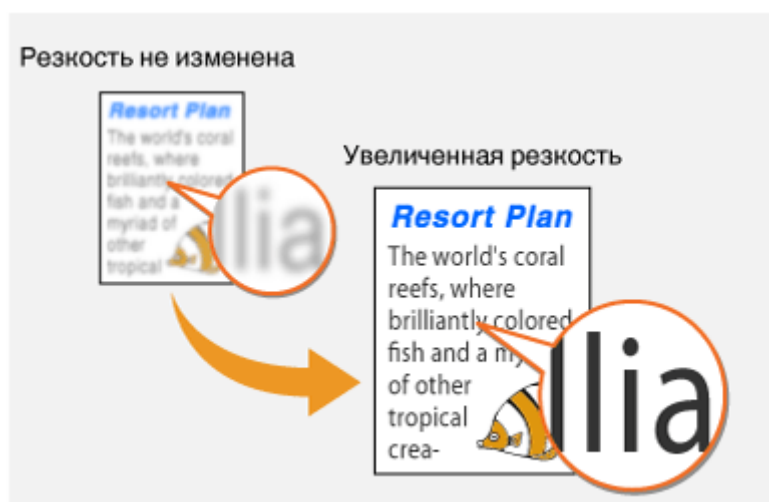 Резкость не изменена
Resort Plan
The world's coral
reefs, where
brilliantly colored
fish and a
myriad of
other
tropical
llia
Увеличенная резкость
Resort Plan
The world's coral
reefs, where
brilliantly colored
fish and a my
of other
tropical
crea-
llia